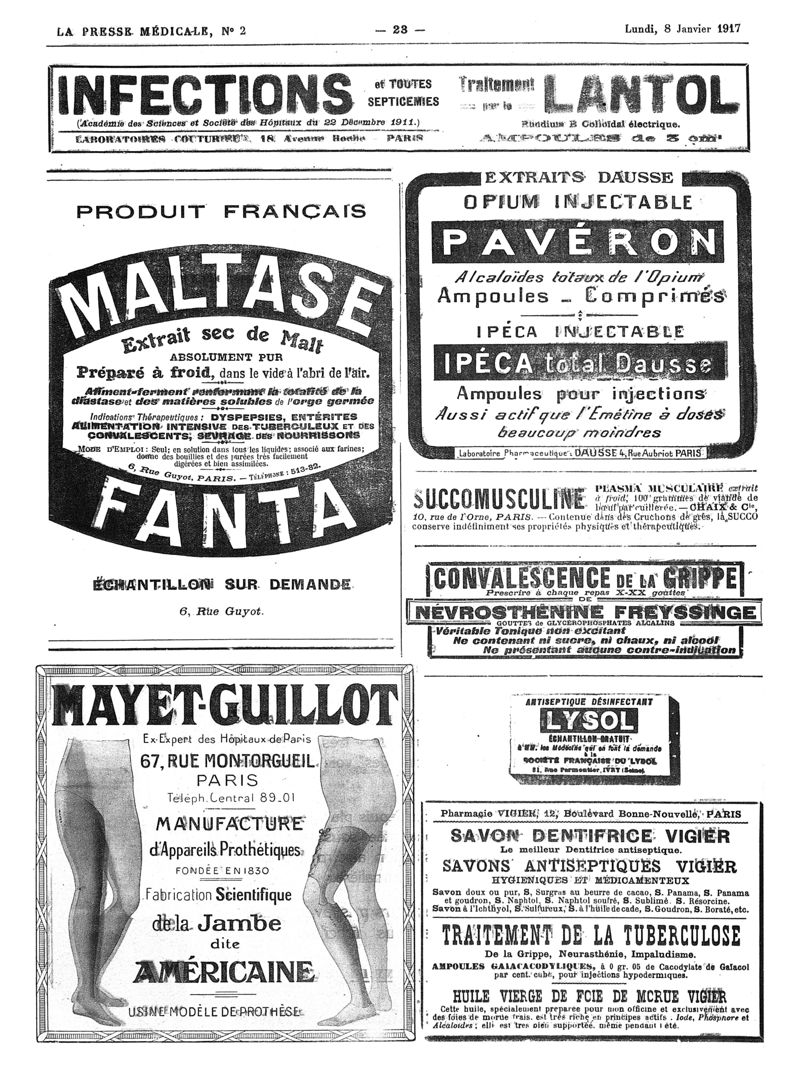 LA PRESSE MÉDICALE, Nº 2
— 23 —
Lundi, 8 Janvier 1917
INFECTIONS
et TOUTES
SEPTICEMIES
(Académie des Sciences et Société des Hôpitaux du 22 Décembre 1911.)
LABORATOIRES COUTURIEUX, 18, Avenue Hoche - PARIS
Traitement
par le
LANTOL
Rhodium B Colloïdal électrique.
AMPOULES de 3 cm³
PRODUIT FRANÇAIS
MALTASE
Extrait sec de Malt
ABSOLUMENT PUR
Préparé à froid, dans le vide à l'abri de l'air.
Aliment-ferment renfermant la totalité de la
diastase et des matières solubles de l'orge germée
Indications Thérapeutiques : DYSPEPSIES, ENTÉRITES
ALIMENTATION INTENSIVE DES TUBERCULEUX ET DES
CONVALESCENTS, SEVRAGE DES NOURRISSONS
MODE D'EMPLOI : Seul; en solution dans tous les liquides; associé aux farines;
donne des bouillies et des purées très facilement
digérées et bien assimilées.
6, Rue Guyot, PARIS. — TÉLÉPHONE : 513-82.
FANTA
ÉCHANTILLON SUR DEMANDE
6, Rue Guyot.
EXTRAITS DAUSSE
OPIUM INJECTABLE
PAVÉRON
Alcaloïdes totaux de l'Opium
Ampoules - Comprimés
IPÉCA INJECTABLE
IPÉCA total Dausse
Ampoules pour injections
Aussi actif que l'Émétine à doses
beaucoup moindres
Laboratoire Pharmaceutique DAUSSE 4, Rue Aubriot PARIS
SUCCOMUSCULINE
PLASMA MUSCULAIRE extrait
à froid, 100 grammes de viande de
bœuf par cuillerée. — CHAIX & Cie,
10, rue de l'Orne, PARIS. — Contenue dans des Cruchons de grès, la SUCCO
conserve indéfiniment ses propriétés physiques et thérapeutiques.
CONVALESCENCE DE LA GRIPPE
Prescrire à chaque repas X-XX gouttes
DE
NÉVROSTHÉNINE FREYSSINGE
GOUTTES DE GLYCÉROPHOSPHATES ALCALINS
Véritable Tonique non excitant
Ne contenant ni sucre, ni chaux, ni alcool
Ne présentant aucune contre-indication
MAYET-GUILLOT
Ex-Expert des Hôpitaux de Paris
67, RUE MONTORGUEIL
PARIS
Téléph. Central 89_01
MANUFACTURE
d'Appareils Prothétiques
FONDÉE EN 1830
Fabrication Scientifique
de la Jambe
dite
AMÉRICAINE
USINE MODÈLE DE PROTHÈSE
ANTISEPTIQUE DÉSINFECTANT
LYSOL
ÉCHANTILLON GRATUIT
à MM. les Médecins qui en font la demande
à la
SOCIÉTÉ FRANÇAISE DU LYSOL
Rue Parmentier, IVRY (Seine)
Pharmacie VIGIER, 12, Boulevard Bonne-Nouvelle, PARIS
SAVON DENTIFRICE VIGIER
Le meilleur Dentifrice antiseptique.
SAVONS ANTISEPTIQUES VIGIER
HYGIENIQUES ET MÉDICAMENTEUX
Savon doux ou pur, S. Surgras au beurre de cacao, S. Panama, S. Panama
et goudron, S. Naphtol, S. Naphtol soufré, S. Sublimé, S. Résorcine.
Savon à l'Ichthyol, S. Sulfureux, S. à l'huile de cade, S. Goudron, S. Boraté, etc.
TRAITEMENT DE LA TUBERCULOSE
De la Grippe, Neurasthénie, Impaludisme.
AMPOULES GAIACACODYLIQUES, à 0 gr. 05 de Cacodylate de Gaïacol
par cent. cube, pour injections hypodermiques.
HUILE VIERGE DE FOIE DE MORUE VIGIER
Cette huile, spécialement préparée pour mon officine et exclusivement avec
des foies de morue frais, est très riche en principes actifs : Iode, Phosphore et
Alcaloïdes ; elle est très bien supportée, même pendant l'été.